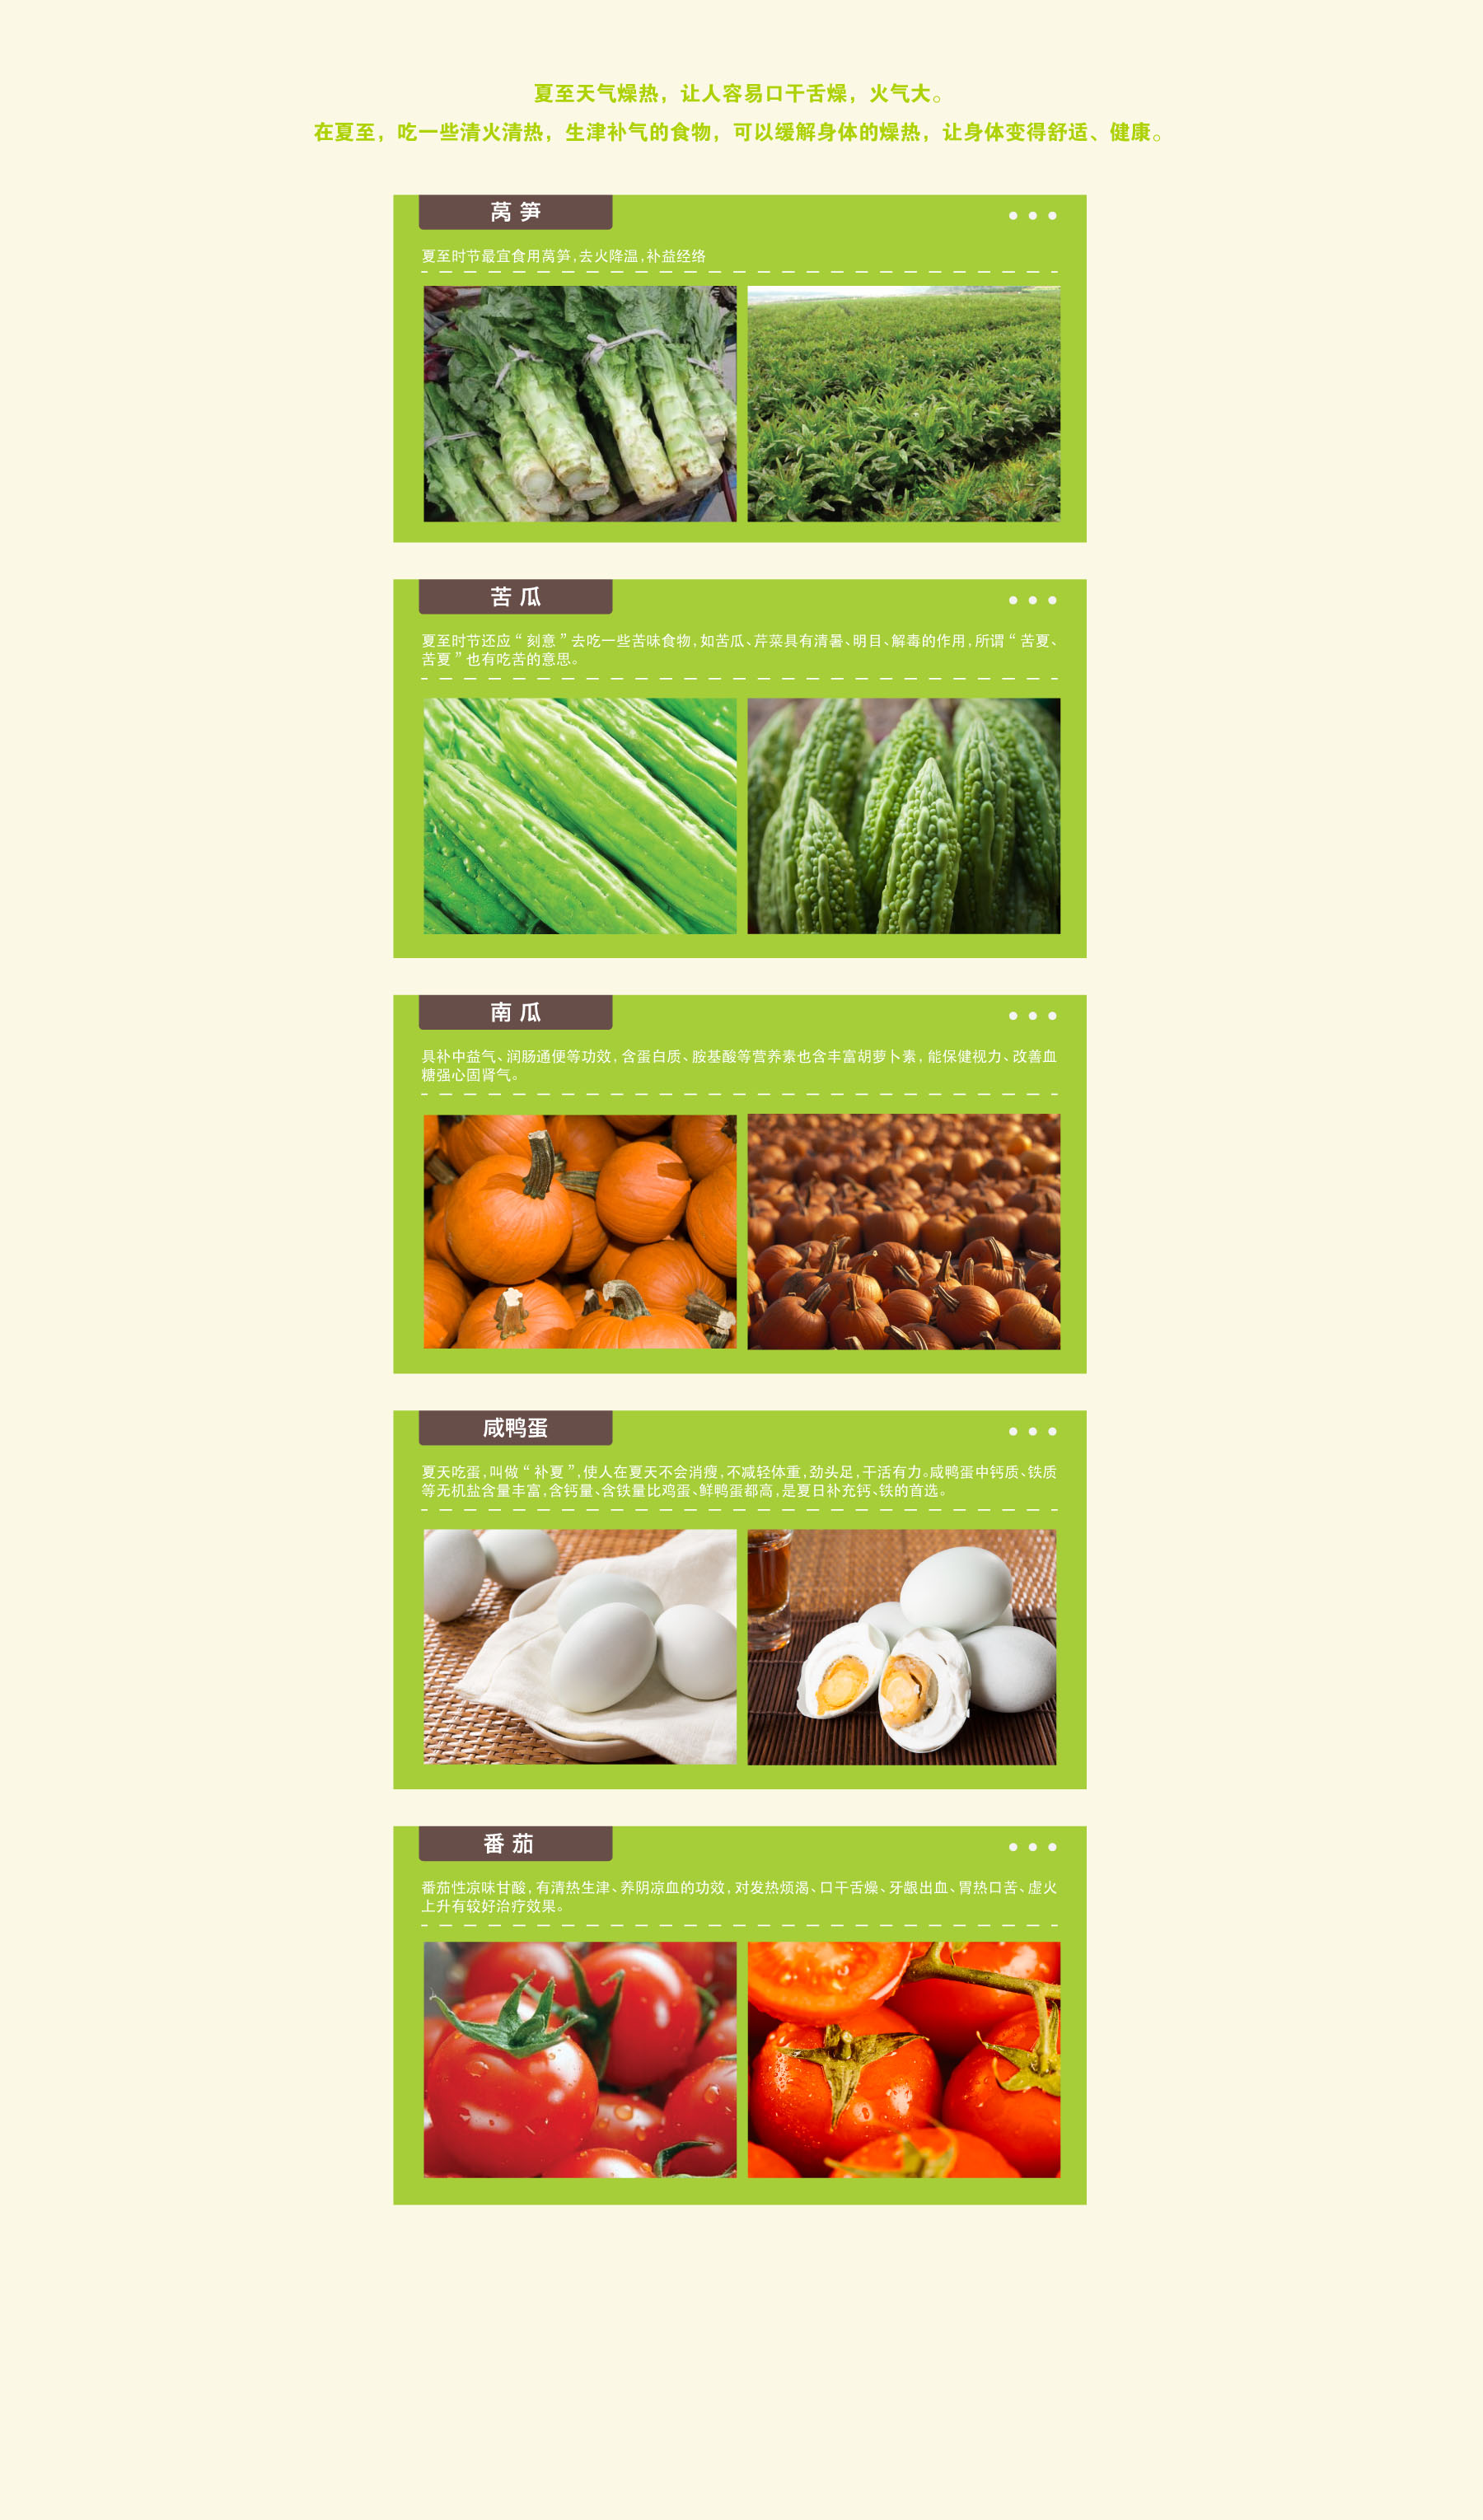 夏至天气燥热，让人容易口干舌燥，火气大。
在夏至，吃一些清火清热，生津补气的食物，可以缓解身体的燥热，让身体变得舒适、健康。
莴 笋
夏至时节最宜食用莴笋，去火降温，补益经络
苦 瓜
夏至时节还应“刻意”去吃一些苦味食物，如苦瓜、芹菜具有清暑、明目、解毒的作用，所谓“苦夏、
苦夏”也有吃苦的意思。
南 瓜
具补中益气、润肠通便等功效，含蛋白质、胺基酸等营养素也含丰富胡萝卜素，能保健视力、改善血
糖强心固肾气。
咸鸭蛋
夏天吃蛋，叫做“补夏”，使人在夏天不会消瘦，不减轻体重，劲头足，干活有力。咸鸭蛋中钙质、铁质
等无机盐含量丰富，含钙量、含铁量比鸡蛋、鲜鸭蛋都高，是夏日补充钙、铁的首选。
番 茄
番茄性凉味甘酸，有清热生津、养阴凉血的功效，对发热烦渴、口干舌燥、牙龈出血、胃热口苦、虚火
上升有较好治疗效果。